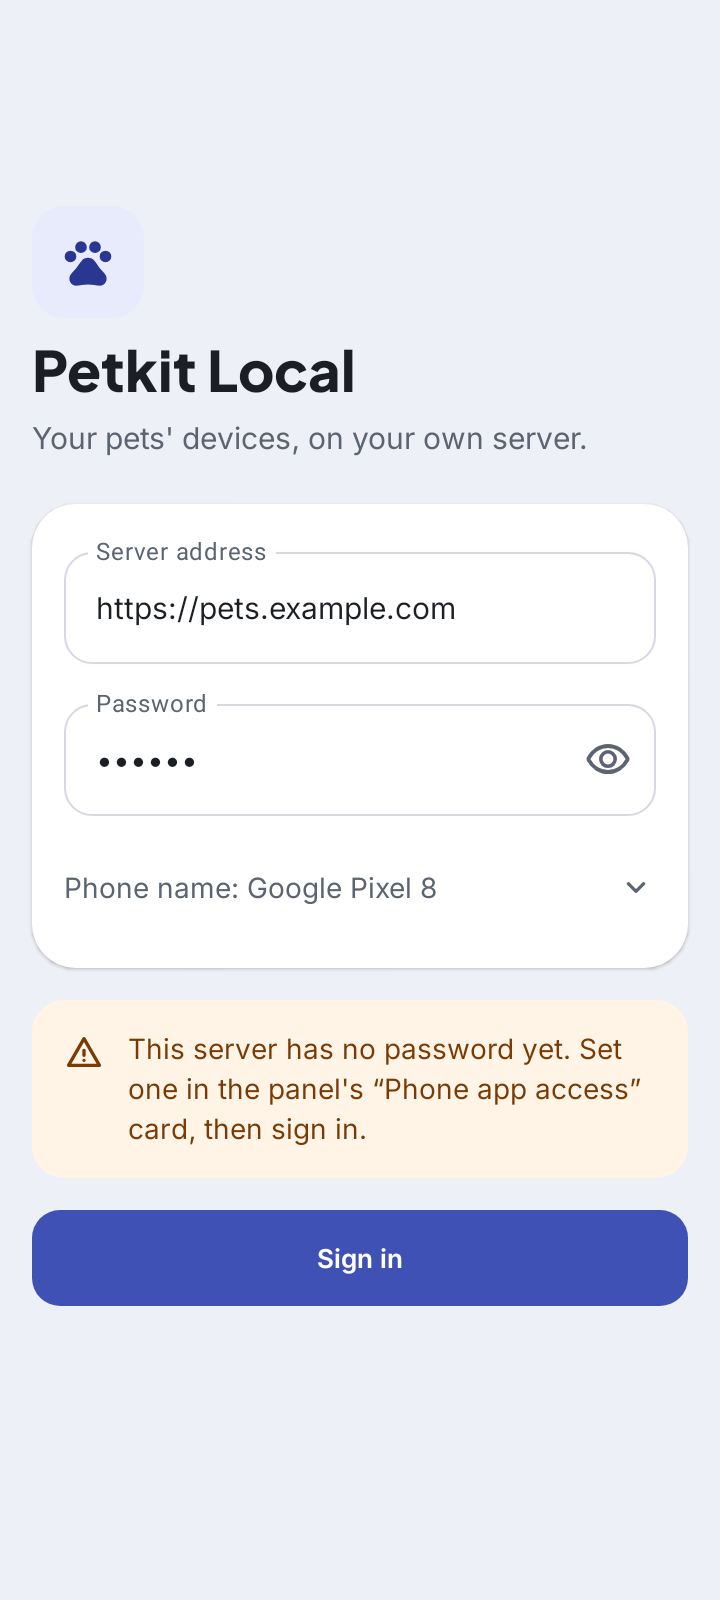 Petkit Local
Your pets' devices, on your own server.
Server address
https://pets.example.com
Password
••••••
Phone name: Google Pixel 8
This server has no password yet. Set
one in the panel's “Phone app access”
card, then sign in.
Sign in